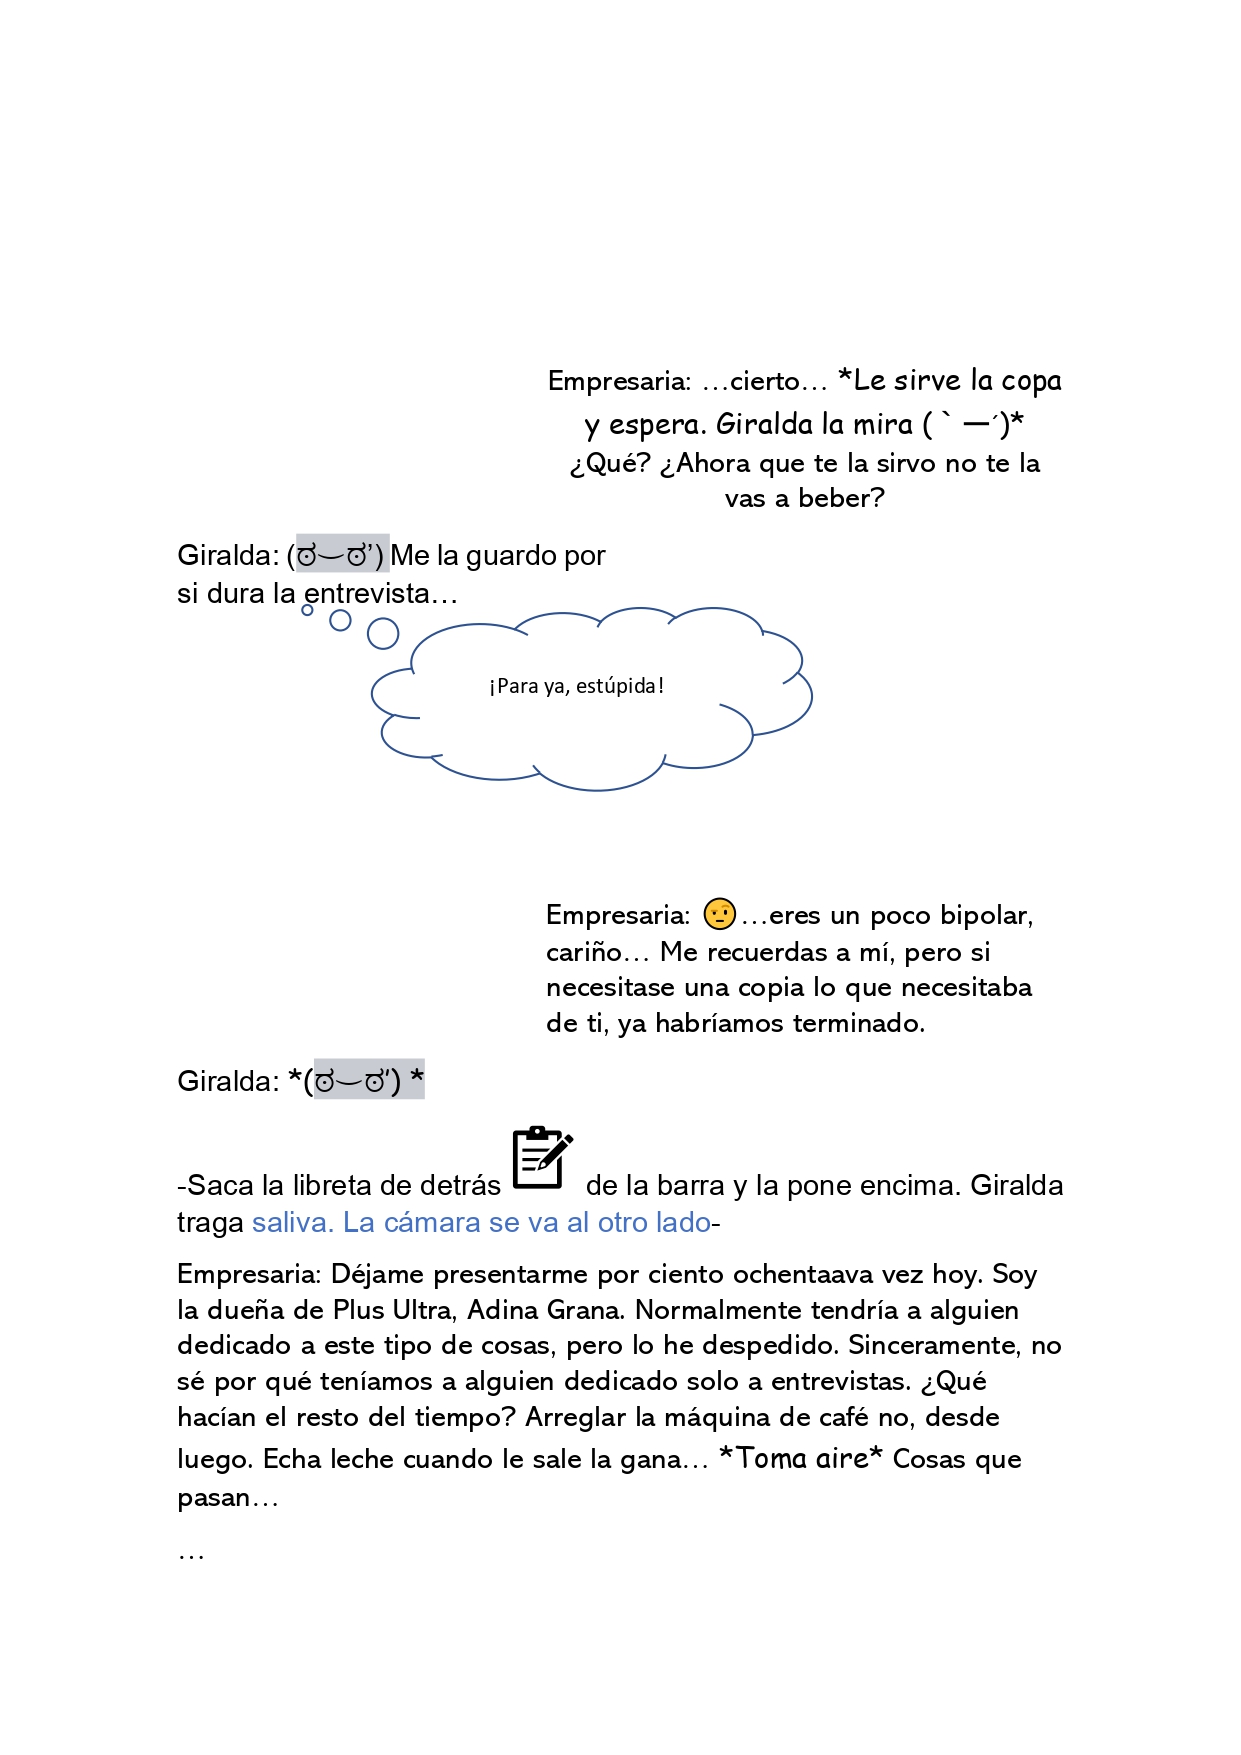 Empresaria: …cierto… *Le sirve la copa
y espera. Giralda la mira ( ` ー´)*
¿Qué? ¿Ahora que te la sirvo no te la
vas a beber?
Giralda: (ಠ⌣ಠ’) Me la guardo por
si dura la entrevista…
¡Para ya, estúpida!
Empresaria: 🤨…eres un poco bipolar,
cariño… Me recuerdas a mí, pero si
necesitase una copia lo que necesitaba
de ti, ya habríamos terminado.
Giralda: *(ಠ⌣ಠ’) *
-Saca la libreta de detrás de la barra y la pone encima. Giralda
traga saliva. La cámara se va al otro lado-
Empresaria: Déjame presentarme por ciento ochentaava vez hoy. Soy
la dueña de Plus Ultra, Adina Grana. Normalmente tendría a alguien
dedicado a este tipo de cosas, pero lo he despedido. Sinceramente, no
sé por qué teníamos a alguien dedicado solo a entrevistas. ¿Qué
hacían el resto del tiempo? Arreglar la máquina de café no, desde
luego. Echa leche cuando le sale la gana… *Toma aire* Cosas que
pasan…
…